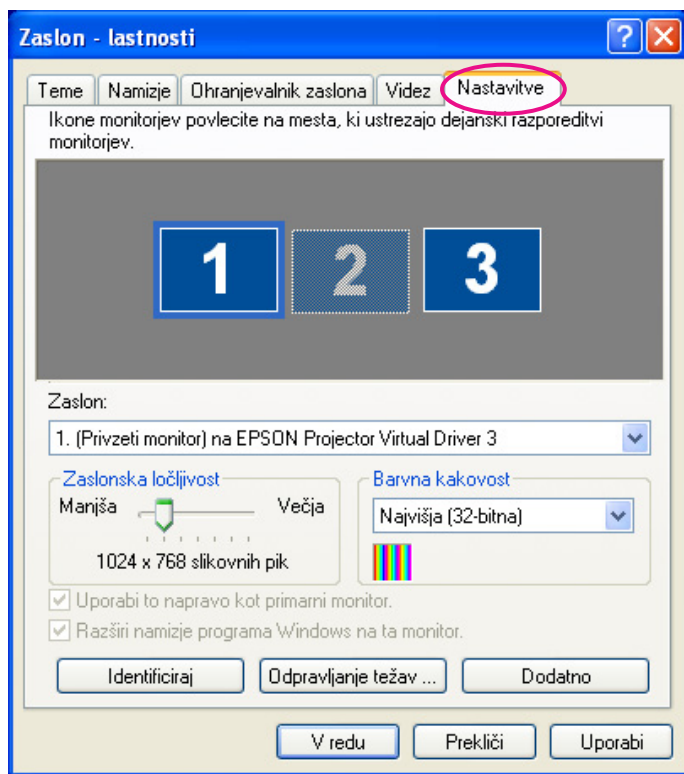 Zaslon - lastnosti
Teme Namizje Ohranjevalnik zaslona Videz Nastavitve
Ikone monitorjev povlecite na mesta, ki ustrezajo dejanski razporeditvi
monitorjev.
1 2 3
Zaslon:
1. (Privzeti monitor) na EPSON Projector Virtual Driver 3
Zaslonska ločljivost Barvna kakovost
Manjša Večja Najvišja (32-bitna)
1024 x 768 slikovnih pik
Uporabi to napravo kot primarni monitor.
Razširi namizje programa Windows na ta monitor.
Identificiraj Odpravljanje težav ... Dodatno
V redu Prekliči Uporabi